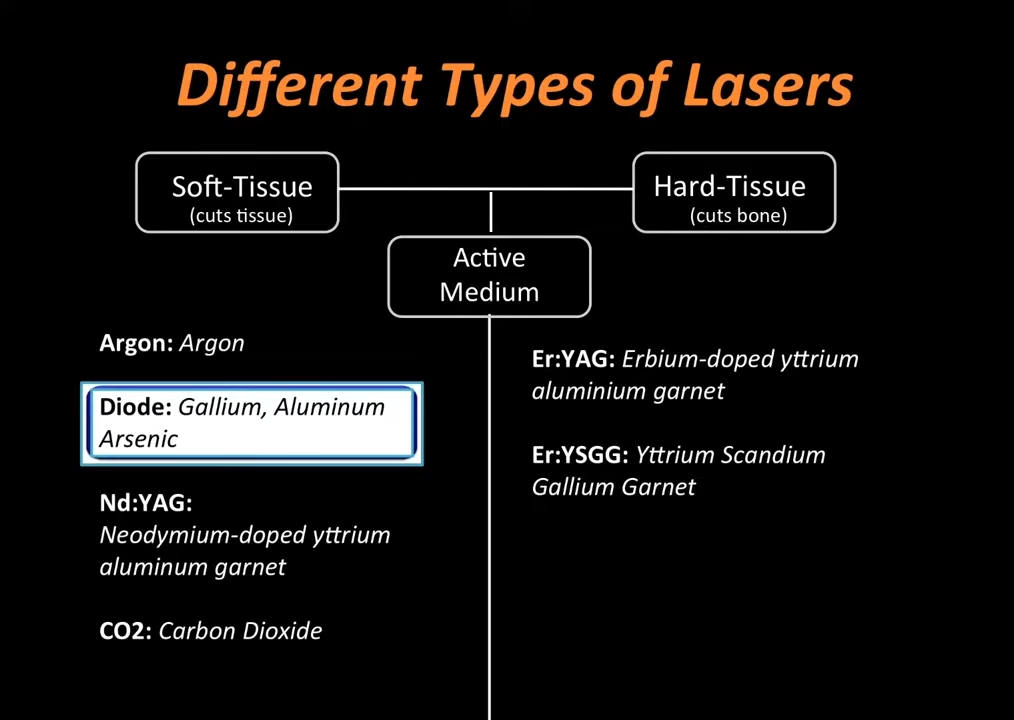 Different Types of Lasers
Soft-Tissue
(cuts tissue)
Hard-Tissue
(cuts bone)
Active
Medium
Argon: Argon
Diode: Gallium, Aluminum
Arsenic
Nd:YAG:
Neodymium-doped yttrium
aluminum garnet
CO2: Carbon Dioxide
Er:YAG: Erbium-doped yttrium
aluminium garnet
Er:YSGG: Yttrium Scandium
Gallium Garnet